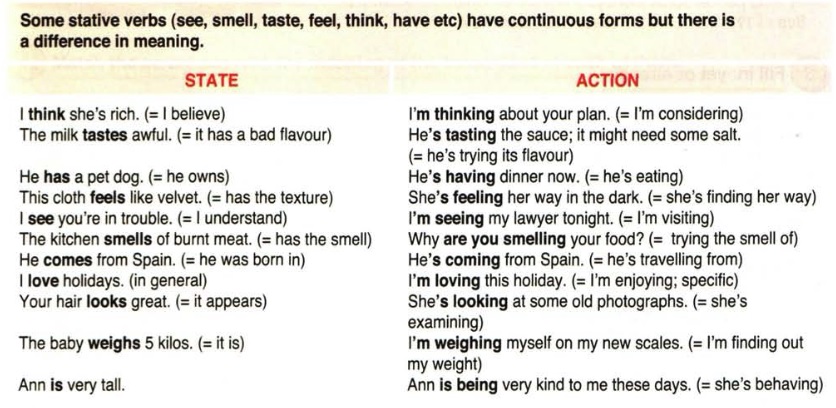 Some stative verbs (see, smell, taste, feel, think, have etc) have continuous forms but there is
a difference in meaning.
STATE
ACTION
I think she's rich. (= I believe)
I'm thinking about your plan. (= I'm considering)
The milk tastes awful. (= it has a bad flavour)
He's tasting the sauce; it might need some salt.
(= he's trying its flavour)
He has a pet dog. (= he owns)
He's having dinner now. (= he's eating)
This cloth feels like velvet. (= has the texture)
She's feeling her way in the dark. (= she's finding her way)
I see you're in trouble. (= I understand)
I'm seeing my lawyer tonight. (= I'm visiting)
The kitchen smells of burnt meat. (= has the smell)
Why are you smelling your food? (= trying the smell of)
He comes from Spain. (= he was born in)
He's coming from Spain. (= he's travelling from)
I love holidays. (in general)
I'm loving this holiday. (= I'm enjoying; specific)
Your hair looks great. (= it appears)
She's looking at some old photographs. (= she's
examining)
The baby weighs 5 kilos. (= it is)
I'm weighing myself on my new scales. (= I'm finding out
my weight)
Ann is very tall.
Ann is being very kind to me these days. (= she's behaving)